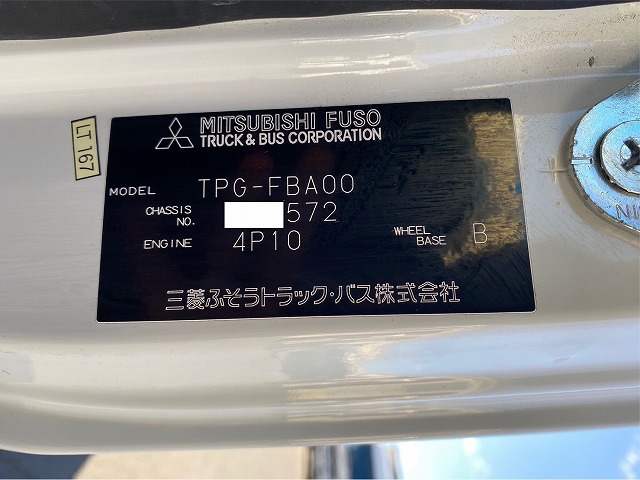 MITSUBISHI FUSO
TRUCK & BUS CORPORATION
LT 167
MODEL TPG-FBA00
CHASSIS NO. 572
ENGINE 4P10 WHEEL BASE B
三菱ふそうトラック・バス株式会社